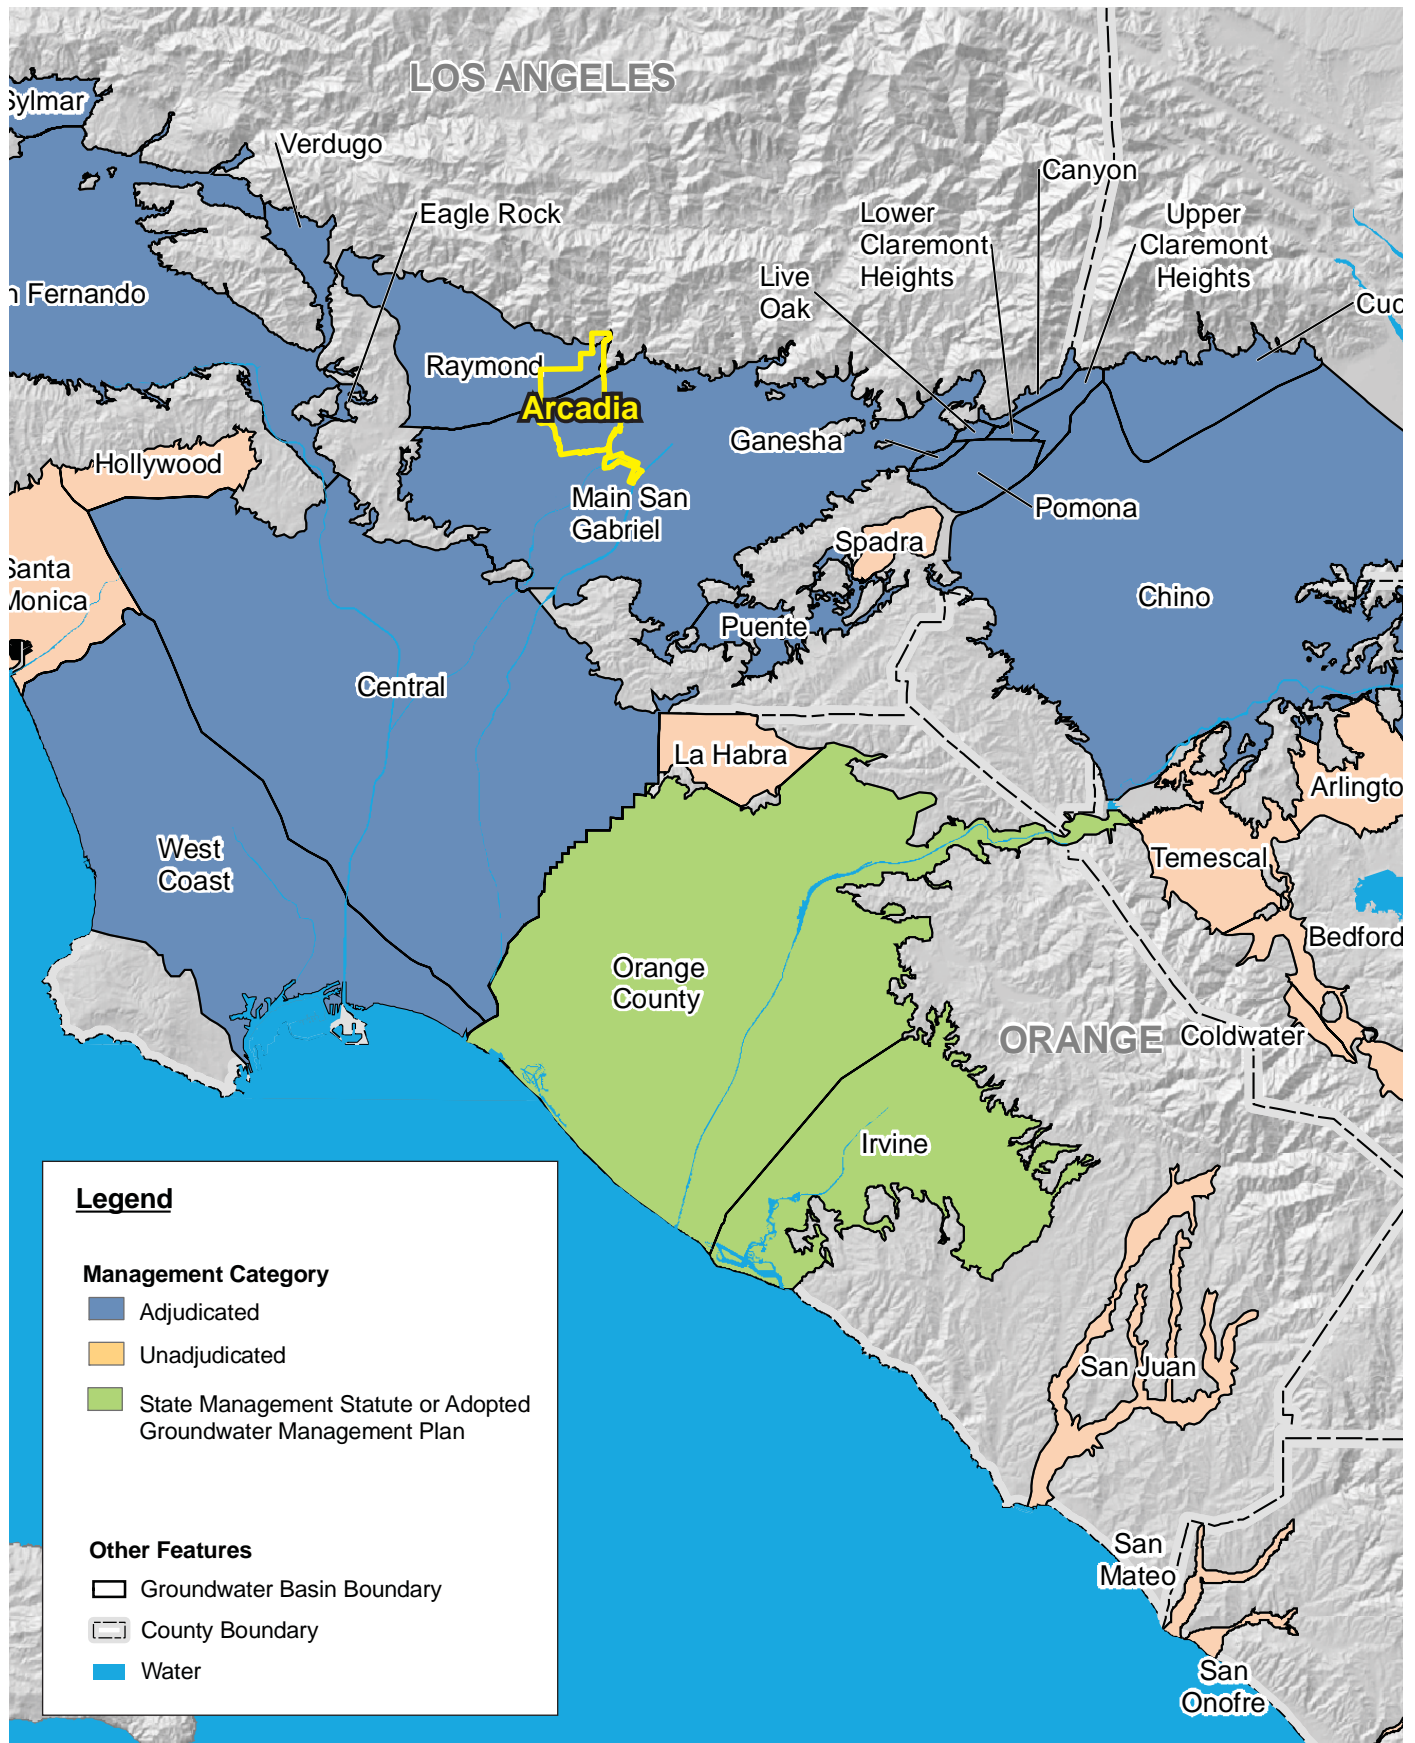 LOS ANGELES
Sylmar
Verdugo
Canyon
Eagle Rock
Lower
Claremont
Heights
Upper
Claremont
Heights
Live
Oak
n Fernando
Cuc
Raymond
Arcadia
Ganesha
Hollywood
Main San
Gabriel
Pomona
Spadra
Santa
Monica
Chino
Puente
Central
La Habra
Arlingto
West
Coast
Temescal
Bedford
Orange
County
ORANGE
Coldwater
Irvine
San Juan
San
Mateo
San
Onofre
Legend
Management Category
Adjudicated
Unadjudicated
State Management Statute or Adopted
Groundwater Management Plan
Other Features
Groundwater Basin Boundary
County Boundary
Water